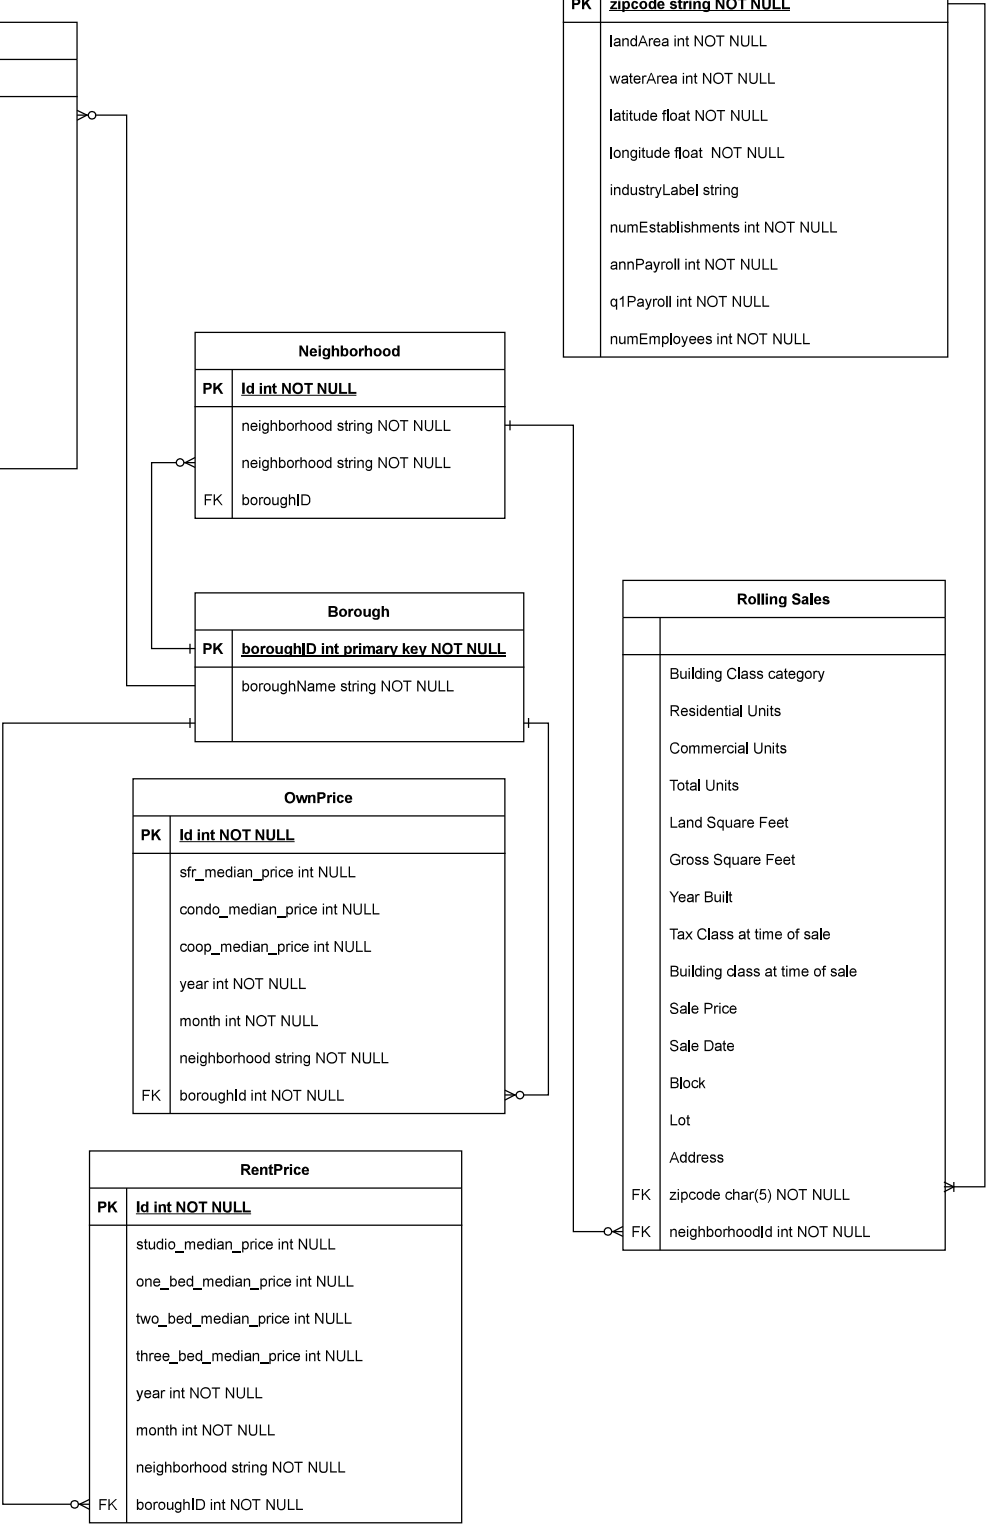 PK zipcode string NOT NULL
landArea int NOT NULL
waterArea int NOT NULL
latitude float NOT NULL
longitude float  NOT NULL
industryLabel string
numEstablishments int NOT NULL
annPayroll int NOT NULL
q1Payroll int NOT NULL
numEmployees int NOT NULL
Neighborhood
PK Id int NOT NULL
neighborhood string NOT NULL
neighborhood string NOT NULL
FK boroughID
Borough
PK boroughID int primary key NOT NULL
boroughName string NOT NULL
OwnPrice
PK Id int NOT NULL
sfr_median_price int NULL
condo_median_price int NULL
coop_median_price int NULL
year int NOT NULL
month int NOT NULL
neighborhood string NOT NULL
FK boroughId int NOT NULL
RentPrice
PK Id int NOT NULL
studio_median_price int NULL
one_bed_median_price int NULL
two_bed_median_price int NULL
three_bed_median_price int NULL
year int NOT NULL
month int NOT NULL
neighborhood string NOT NULL
FK boroughID int NOT NULL
Rolling Sales
Building Class category
Residential Units
Commercial Units
Total Units
Land Square Feet
Gross Square Feet
Year Built
Tax Class at time of sale
Building class at time of sale
Sale Price
Sale Date
Block
Lot
Address
FK zipcode char(5) NOT NULL
FK neighborhoodId int NOT NULL